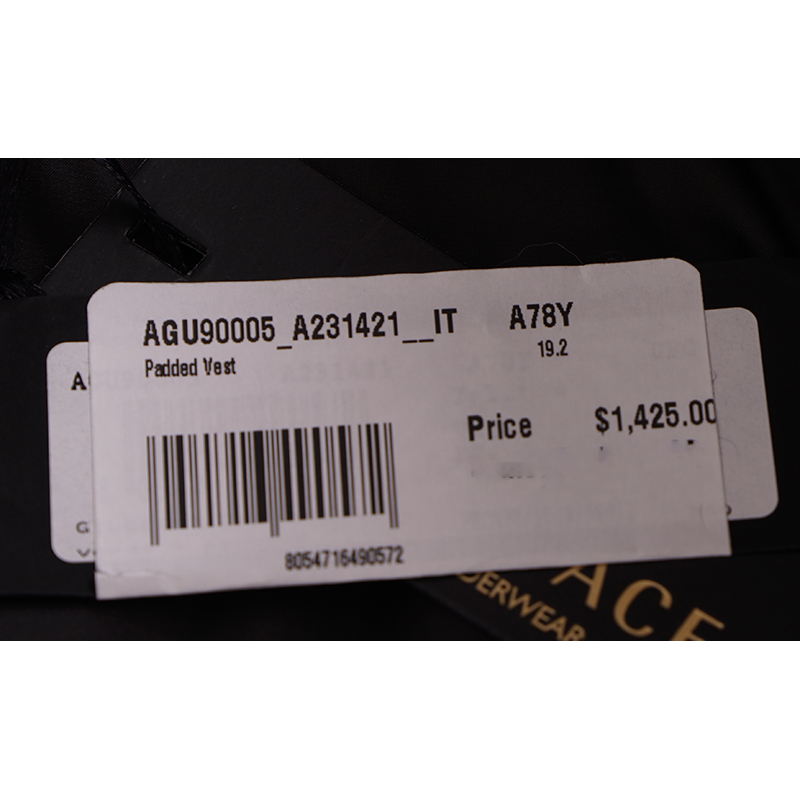 AGU90005_A231421__IT A78Y
Padded Vest 19.2
Price $1,425.00
8054716490572
ACE
DERWEAR